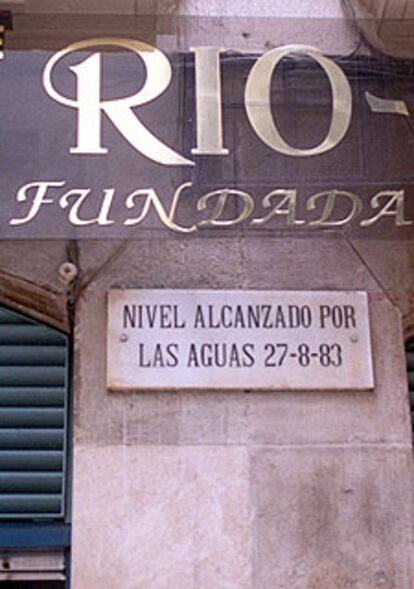 RIO-
FUNDADA
NIVEL ALCANZADO POR
LAS AGUAS 27-8-83